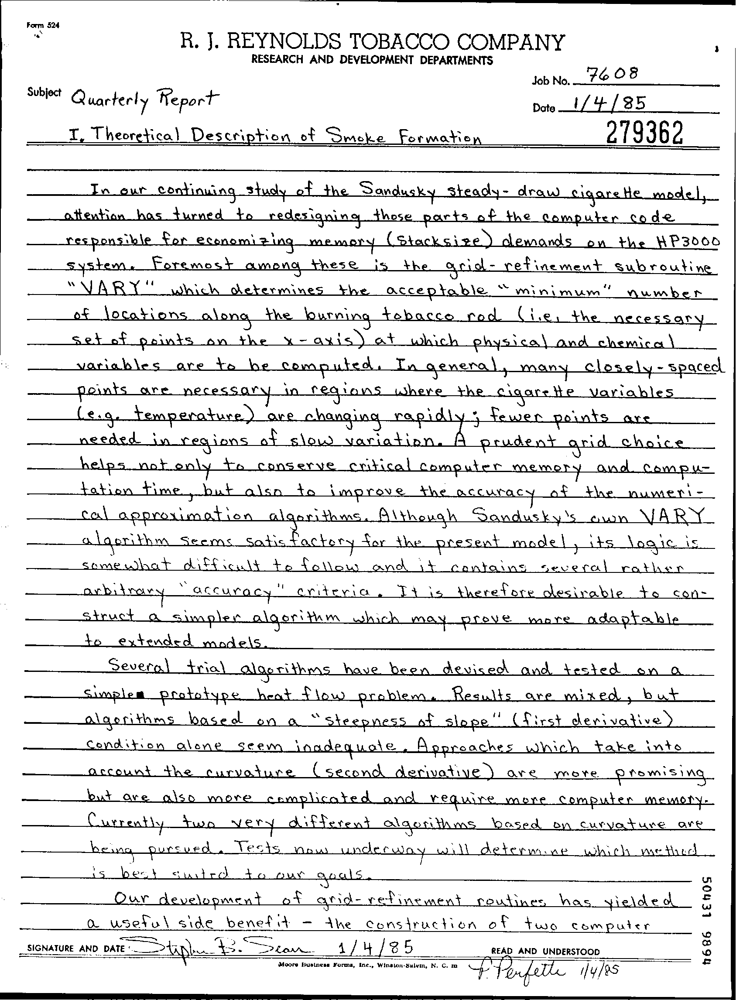 Form 524
R. J. REYNOLDS TOBACCO COMPANY
RESEARCH AND DEVELOPMENT DEPARTMENTS
Job No. 7608
Subject Quarterly Report
Date 1/4/85
I. Theoretical Description of Smoke Formation
279362
In our continuing study of the Sandusky steady-draw cigarette model,
attention has turned to redesigning those parts of the computer code
responsible for economizing memory (stacksize) demands on the HP3000
system. Foremost among these is the grid-refinement subroutine
"VARY" which determines the acceptable "minimum" number
of locations along the burning tobacco rod (i.e. the necessary
set of points on the x-axis) at which physical and chemical
variables are to be computed. In general, many closely-spaced
points are necessary in regions where the cigarette variables
(e.g. temperature) are changing rapidly; fewer points are
needed in regions of slow variation. A prudent grid choice
helps not only to conserve critical computer memory and compu-
tation time, but also to improve the accuracy of the numeri-
cal approximation algorithms. Although Sandusky's own VARY
algorithm seems satisfactory for the present model, its logic is
somewhat difficult to follow and it contains several rather
arbitrary "accuracy" criteria. It is therefore desirable to con-
struct a simpler algorithm which may prove more adaptable
to extended models.
Several trial algorithms have been devised and tested on a
simple prototype heat flow problem. Results are mixed, but
algorithms based on a "steepness of slope" (first derivative)
condition alone seem inadequate. Approaches which take into
account the curvature (second derivative) are more promising
but are also more complicated and require more computer memory.
Currently two very different algorithms based on curvature are
being pursued. Tests now underway will determine which method
is best suited to our goals.
Our development of grid-refinement routines has yielded
a useful side benefit - the construction of two computer
SIGNATURE AND DATE Stephen B. Sears 1/4/85
READ AND UNDERSTOOD
Moore Business Forms, Inc., Winston-Salem, N. C.
P. Perfetti 1/4/85
50431 9894